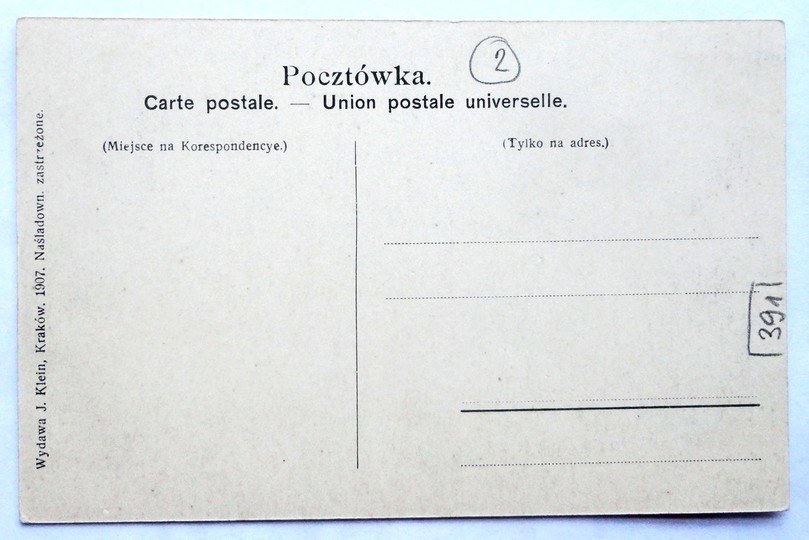 2
Pocztówka.
Carte postale. — Union postale universelle.
(Miejsce na Korespondencye.)
(Tylko na adres.)
Wydawa J. Klein, Kraków. 1907. Naśladown. zastrzeżone.
391